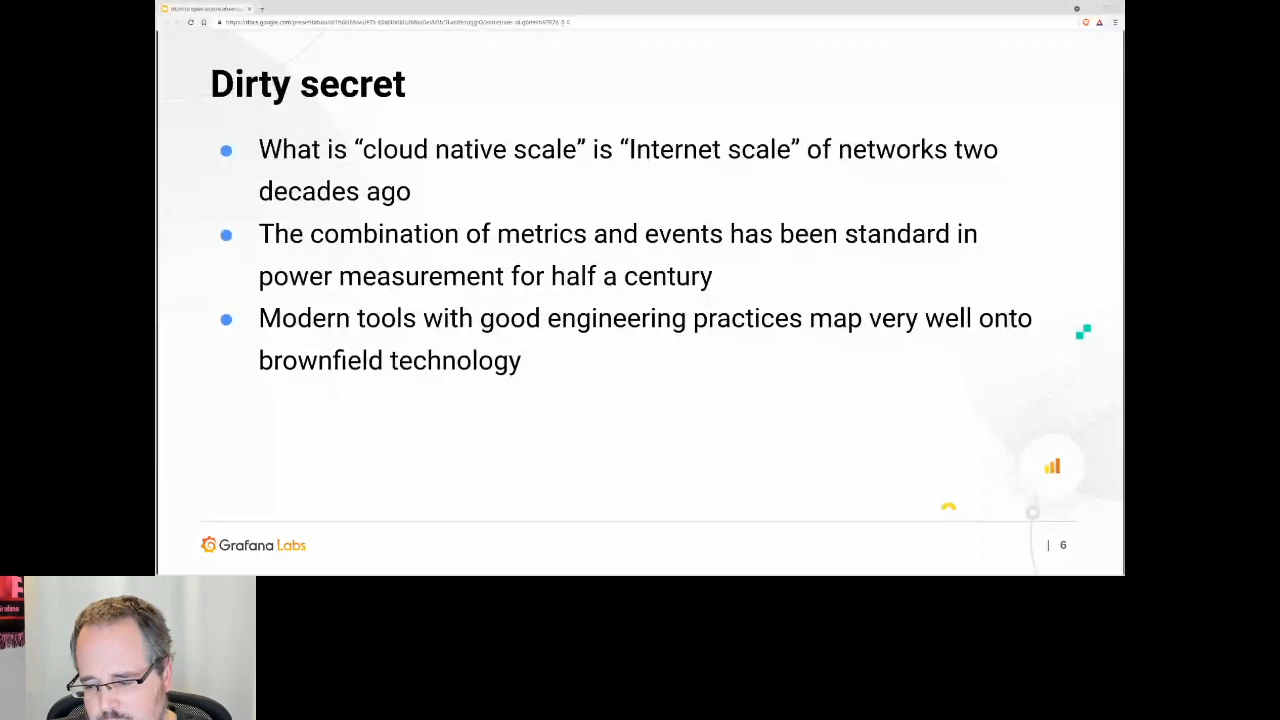 Dirty secret
What is “cloud native scale” is “Internet scale” of networks two
decades ago
The combination of metrics and events has been standard in
power measurement for half a century
Modern tools with good engineering practices map very well onto
brownfield technology
Grafana Labs
| 6
Grafana